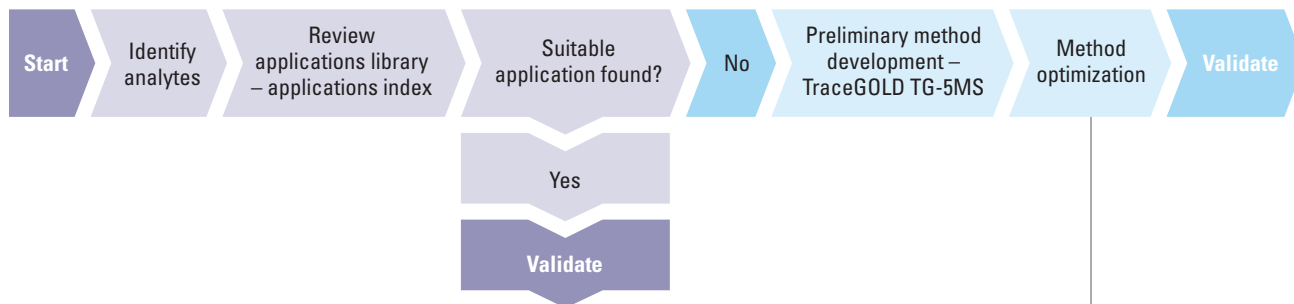 Start
Identify
analytes
Review
applications library
– applications index
Suitable
application found?
No
Preliminary method
development –
TraceGOLD TG-5MS
Method
optimization
Validate
Yes
Validate